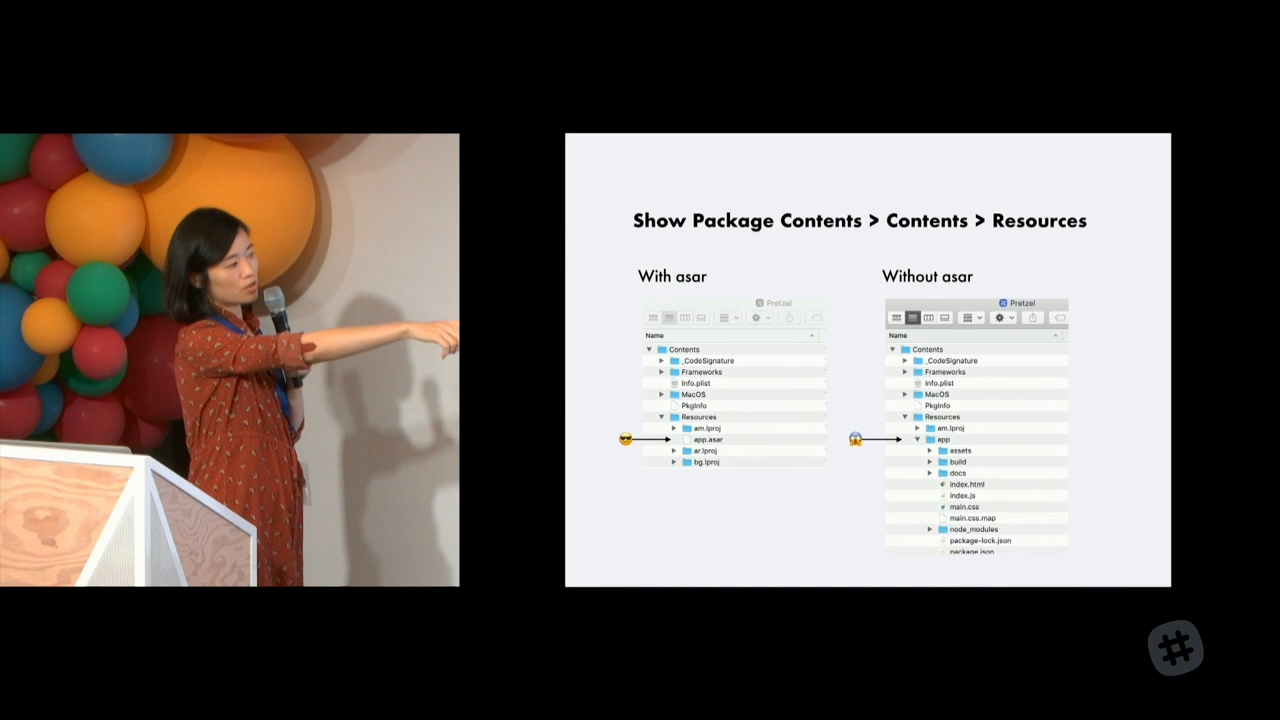 Show Package Contents > Contents > Resources
With asar
Pretzel
Name
Contents
_CodeSignature
Frameworks
Info.plist
MacOS
PkgInfo
Resources
am.lproj
app.asar
ar.lproj
bg.lproj
Without asar
Pretzel
Name
Contents
_CodeSignature
Frameworks
Info.plist
MacOS
PkgInfo
Resources
am.lproj
app
assets
build
docs
index.html
index.js
main.css
main.css.map
node_modules
package-lock.json
package.json